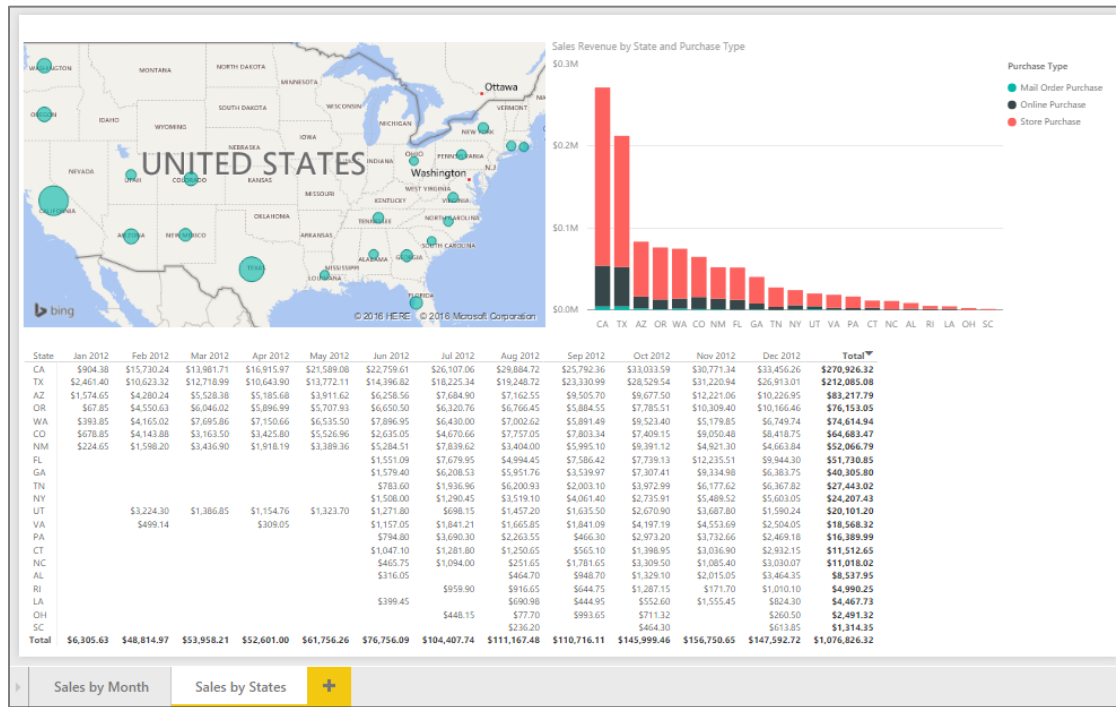 WASHINGTON
MONTANA
NORTH DAKOTA
MINNESOTA
Ottawa
OREGON
IDAHO
SOUTH DAKOTA
WISCONSIN
VERMONT
WYOMING
MICHIGAN
NEW YORK
IOWA
NEBRASKA
UNITED STATES
NEVADA
UTAH
COLORADO
KANSAS
INDIANA
OHIO
PENNSYLVANIA
N.J.
Washington
WEST VIRGINIA
MISSOURI
KENTUCKY
VIRGINIA
CALIFORNIA
OKLAHOMA
TENNESSEE
NORTH CAROLINA
ARIZONA
NEW MEXICO
ARKANSAS
SOUTH CAROLINA
TEXAS
MISSISSIPPI
ALABAMA
GEORGIA
LOUISIANA
FLORIDA
bing
© 2016 HERE © 2016 Microsoft Corporation
Sales Revenue by State and Purchase Type
$0.3M
$0.2M
$0.1M
$0.0M
CA TX AZ OR WA CO NM FL GA TN NY UT VA PA CT NC AL RI LA OH SC
Purchase Type
Mail Order Purchase
Online Purchase
Store Purchase
State Jan 2012 Feb 2012 Mar 2012 Apr 2012 May 2012 Jun 2012 Jul 2012 Aug 2012 Sep 2012 Oct 2012 Nov 2012 Dec 2012 Total
CA $904.38 $15,730.24 $13,981.71 $16,915.97 $21,589.08 $22,759.61 $26,107.06 $29,884.72 $25,792.36 $33,033.59 $30,771.34 $33,456.26 $270,926.32
TX $2,461.40 $10,623.32 $12,718.99 $10,643.90 $13,772.11 $14,396.82 $18,225.34 $19,248.72 $23,330.99 $28,529.54 $31,220.94 $26,913.01 $212,085.08
AZ $1,574.65 $4,280.24 $5,528.38 $5,185.68 $3,911.62 $6,258.56 $7,684.90 $7,162.55 $9,505.70 $9,677.50 $12,221.06 $10,226.95 $83,217.79
OR $67.85 $4,550.63 $6,046.02 $5,896.99 $5,707.93 $6,650.50 $6,320.76 $6,766.45 $5,884.55 $7,785.51 $10,309.40 $10,166.46 $76,153.05
WA $393.85 $4,165.02 $7,695.86 $7,150.66 $6,535.50 $7,896.95 $6,430.00 $7,002.62 $5,891.49 $9,523.40 $5,179.85 $6,749.74 $74,614.94
CO $678.85 $4,143.88 $3,163.50 $3,425.80 $5,526.96 $2,635.05 $4,670.66 $7,757.05 $7,803.34 $7,409.15 $9,050.48 $8,418.75 $64,683.47
NM $224.65 $1,598.20 $3,436.90 $1,918.19 $3,389.36 $5,284.51 $7,839.62 $3,404.00 $5,995.10 $9,391.12 $4,921.30 $4,663.84 $52,066.79
FL $1,551.09 $7,679.95 $4,994.45 $7,586.42 $7,739.13 $12,235.51 $9,944.30 $51,730.85
GA $1,579.40 $6,208.53 $5,951.76 $3,539.97 $7,307.41 $9,334.98 $6,383.75 $40,305.80
TN $783.60 $1,936.96 $6,200.93 $2,003.10 $3,972.99 $6,177.62 $6,367.82 $27,443.02
NY $1,508.00 $1,290.45 $3,519.10 $4,061.40 $2,735.91 $5,489.52 $5,603.05 $24,207.43
UT $3,224.30 $1,386.85 $1,154.76 $1,323.70 $1,271.80 $698.15 $1,457.20 $1,635.50 $2,670.90 $3,687.80 $1,590.24 $20,101.20
VA $499.14 $309.05 $1,157.05 $1,841.21 $1,665.85 $1,841.09 $4,197.19 $4,553.69 $2,504.05 $18,568.32
PA $794.80 $3,690.30 $2,263.55 $466.30 $2,973.20 $3,732.66 $2,469.18 $16,389.99
CT $1,047.10 $1,281.80 $1,250.65 $565.10 $1,398.95 $3,036.90 $2,932.15 $11,512.65
NC $465.75 $1,094.00 $251.65 $1,781.65 $3,309.50 $1,085.40 $3,030.07 $11,018.02
AL $316.05 $464.70 $948.70 $1,329.10 $2,015.05 $3,464.35 $8,537.95
RI $959.90 $916.65 $644.75 $1,287.15 $171.70 $1,010.10 $4,990.25
LA $399.45 $690.98 $444.95 $552.60 $1,555.45 $824.30 $4,467.73
OH $448.15 $77.70 $993.65 $711.32 $260.50 $2,491.32
SC $236.20 $464.30 $613.85 $1,314.35
Total $6,305.63 $48,814.97 $53,958.21 $52,601.00 $61,756.26 $76,756.09 $104,407.74 $111,167.48 $110,716.11 $145,999.46 $156,750.65 $147,592.72 $1,076,826.32
Sales by Month
Sales by States
+